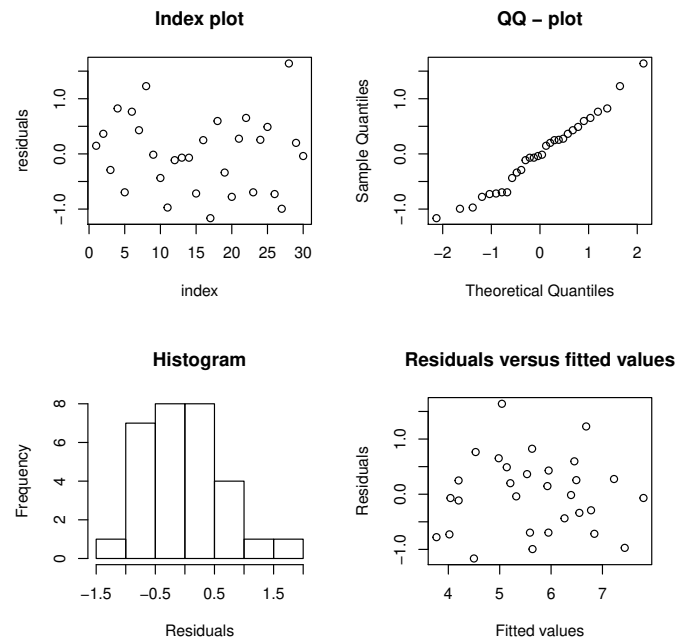 Index plot
residuals
1.0
0.0
−1.0
0 5 10 15 20 25 30
index
QQ − plot
Sample Quantiles
1.0
0.0
−1.0
−2 −1 0 1 2
Theoretical Quantiles
Histogram
Frequency
8
6
4
2
0
−1.5 −0.5 0.5 1.5
Residuals
Residuals versus fitted values
Residuals
1.0
0.0
−1.0
4 5 6 7
Fitted values